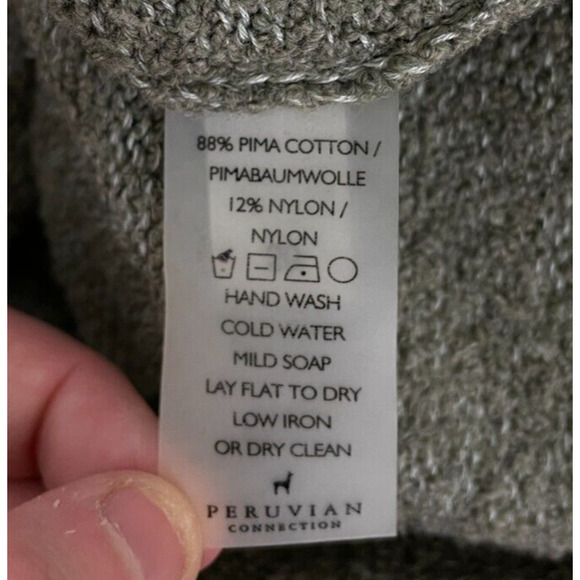 88% PIMA COTTON /
PIMABAUMWOLLE
12% NYLON /
NYLON
HAND WASH
COLD WATER
MILD SOAP
LAY FLAT TO DRY
LOW IRON
OR DRY CLEAN
PERUVIAN
CONNECTION